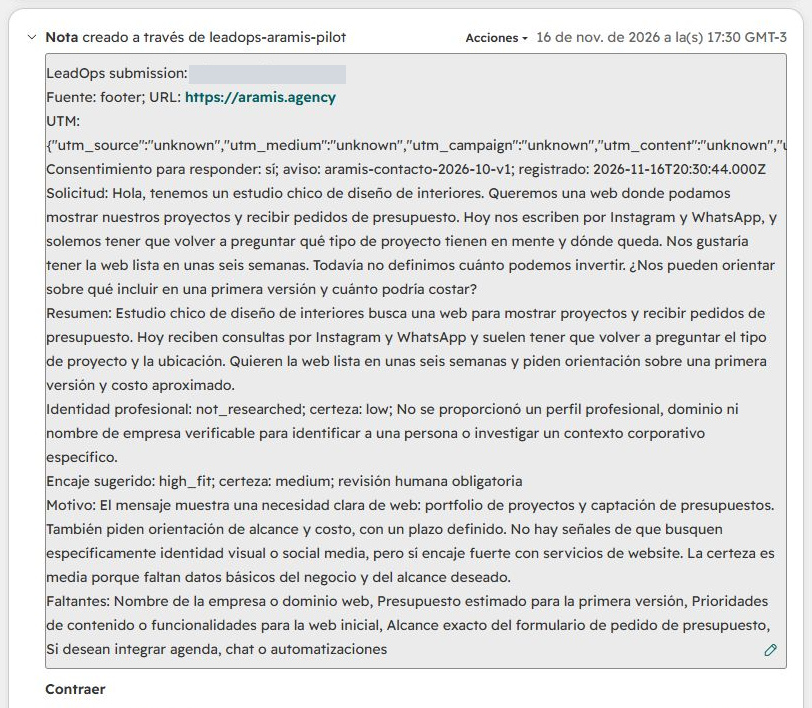 Nota creado a través de leadops-aramis-pilot
Acciones
16 de nov. de 2026 a la(s) 17:30 GMT-3
LeadOps submission:
Fuente: footer; URL: https://aramis.agency
UTM:
{"utm_source":"unknown","utm_medium":"unknown","utm_campaign":"unknown","utm_content":"unknown","u
Consentimiento para responder: sí; aviso: aramis-contacto-2026-10-v1; registrado: 2026-11-16T20:30:44.000Z
Solicitud: Hola, tenemos un estudio chico de diseño de interiores. Queremos una web donde podamos
mostrar nuestros proyectos y recibir pedidos de presupuesto. Hoy nos escriben por Instagram y WhatsApp, y
solemos tener que volver a preguntar qué tipo de proyecto tienen en mente y dónde queda. Nos gustaría
tener la web lista en unas seis semanas. Todavía no definimos cuánto podemos invertir. ¿Nos pueden orientar
sobre qué incluir en una primera versión y cuánto podría costar?
Resumen: Estudio chico de diseño de interiores busca una web para mostrar proyectos y recibir pedidos de
presupuesto. Hoy reciben consultas por Instagram y WhatsApp y suelen tener que volver a preguntar el tipo
de proyecto y la ubicación. Quieren la web lista en unas seis semanas y piden orientación sobre una primera
versión y costo aproximado.
Identidad profesional: not_researched; certeza: low; No se proporcionó un perfil profesional, dominio ni
nombre de empresa verificable para identificar a una persona o investigar un contexto corporativo
específico.
Encaje sugerido: high_fit; certeza: medium; revisión humana obligatoria
Motivo: El mensaje muestra una necesidad clara de web: portfolio de proyectos y captación de presupuestos.
También piden orientación de alcance y costo, con un plazo definido. No hay señales de que busquen
específicamente identidad visual o social media, pero sí encaje fuerte con servicios de website. La certeza es
media porque faltan datos básicos del negocio y del alcance deseado.
Faltantes: Nombre de la empresa o dominio web, Presupuesto estimado para la primera versión, Prioridades
de contenido o funcionalidades para la web inicial, Alcance exacto del formulario de pedido de presupuesto,
Si desean integrar agenda, chat o automatizaciones
Contraer